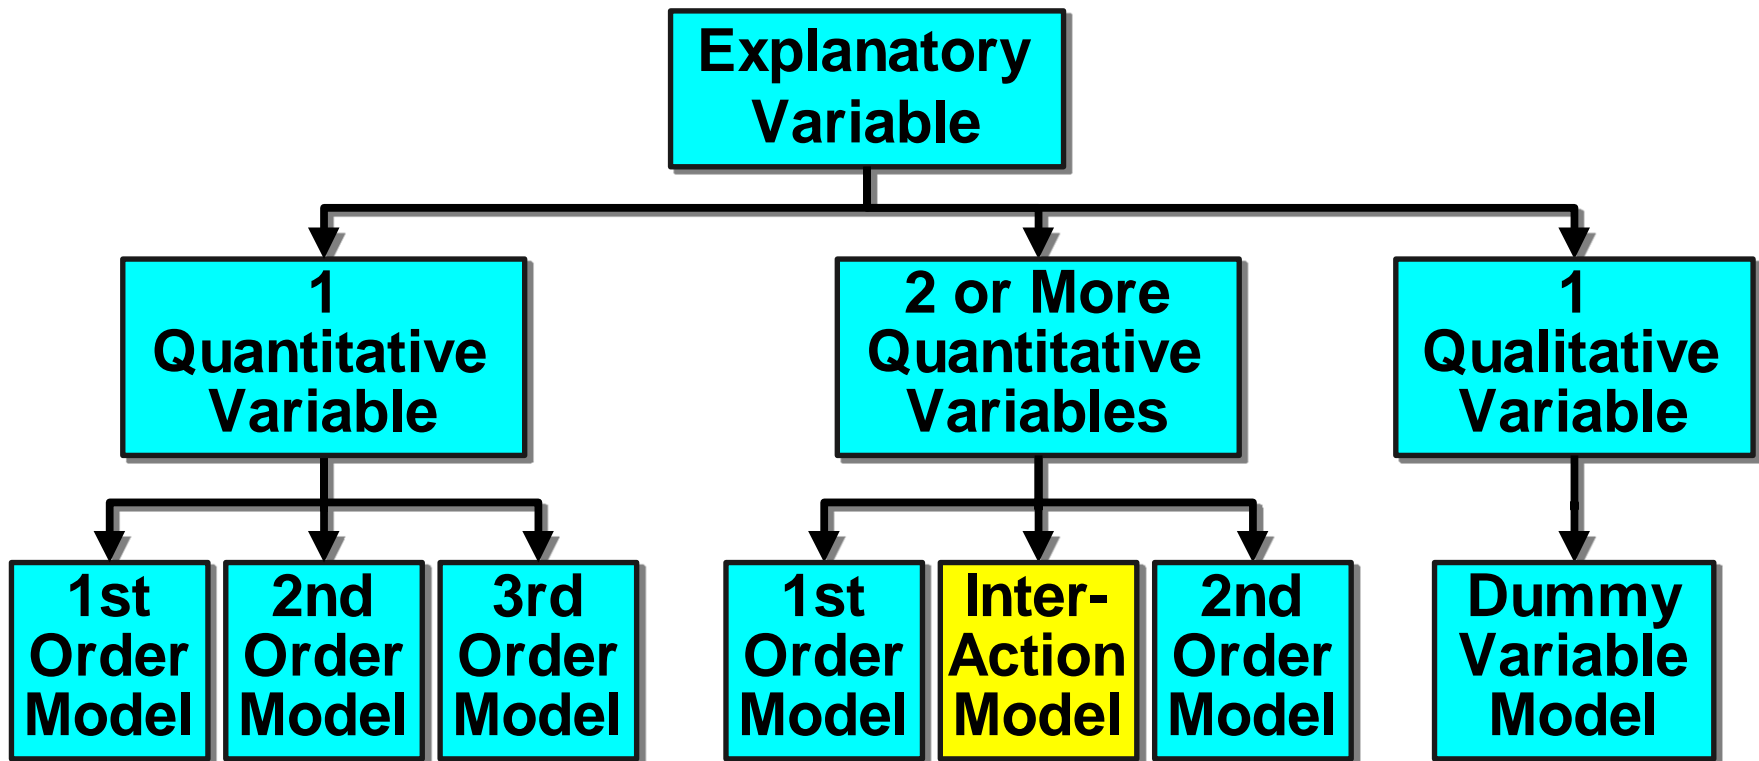 Explanatory
Variable
1
Quantitative
Variable
2 or More
Quantitative
Variables
1
Qualitative
Variable
1st
Order
Model
2nd
Order
Model
3rd
Order
Model
1st
Order
Model
Inter-
Action
Model
2nd
Order
Model
Dummy
Variable
Model